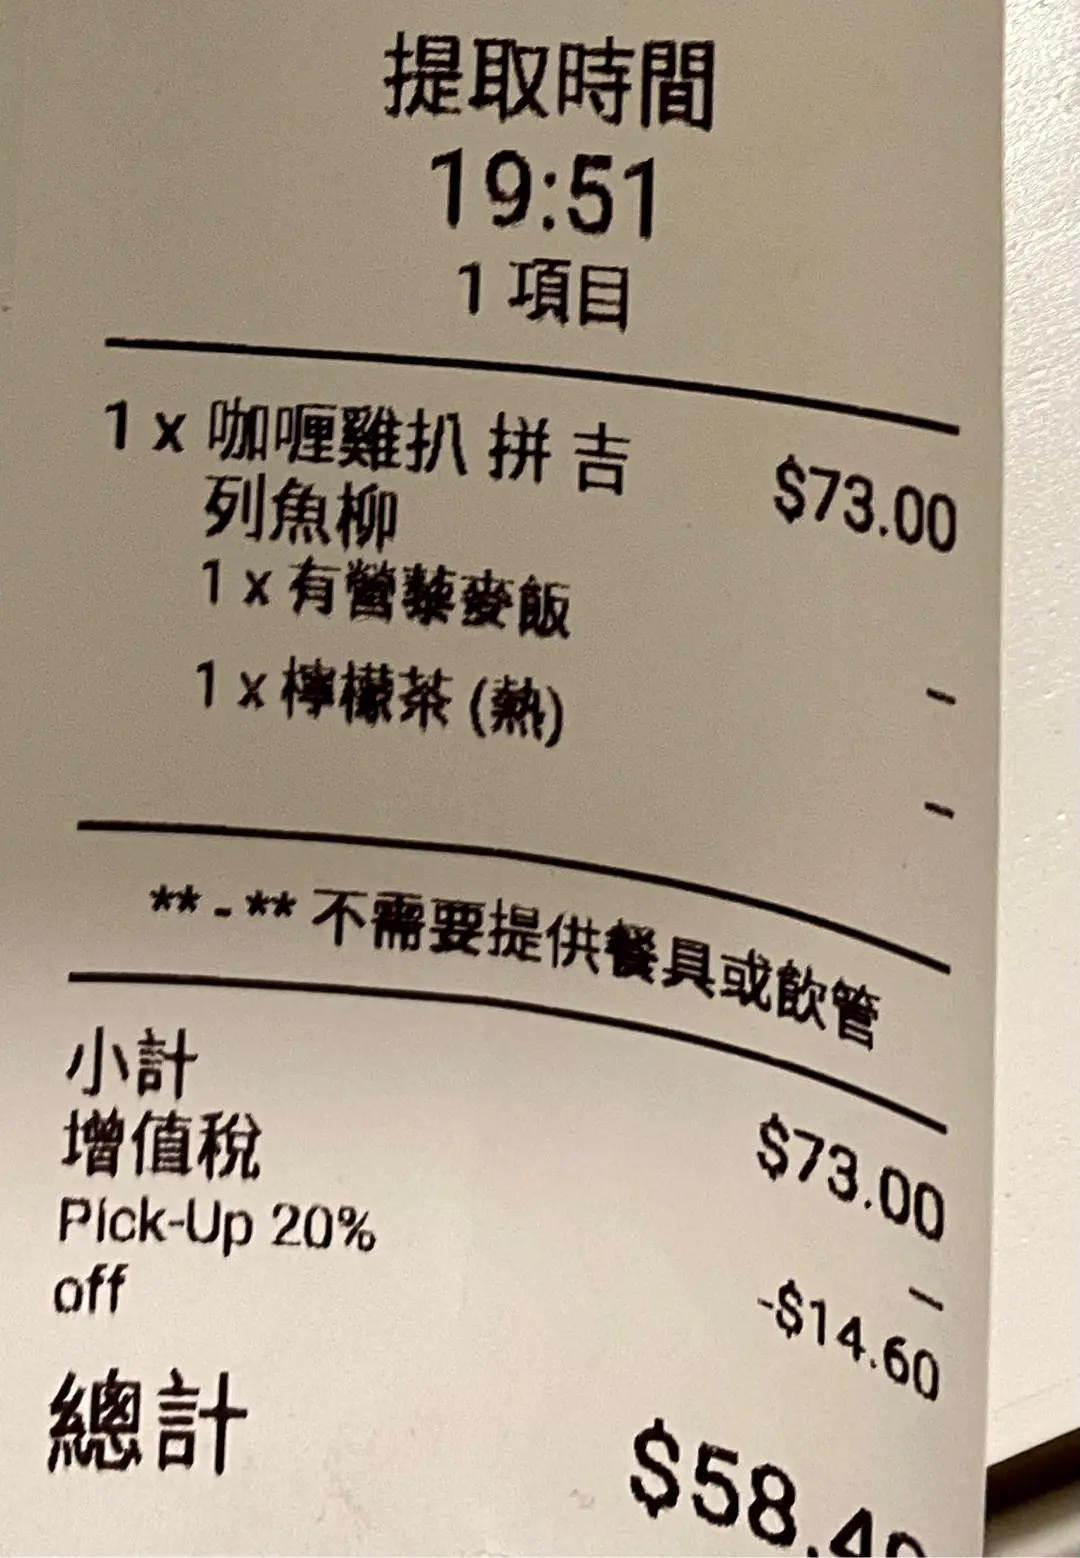 提取時間
19:51
1 項目
1 x 咖喱雞扒 拼 吉 $73.00
列魚柳
1 x 有營藜麥飯 -
1 x 檸檬茶 (熱) -
** - ** 不需要提供餐具或飲管
小計 $73.00
增值稅 -
Pick-Up 20% -$14.60
off
總計 $58.40